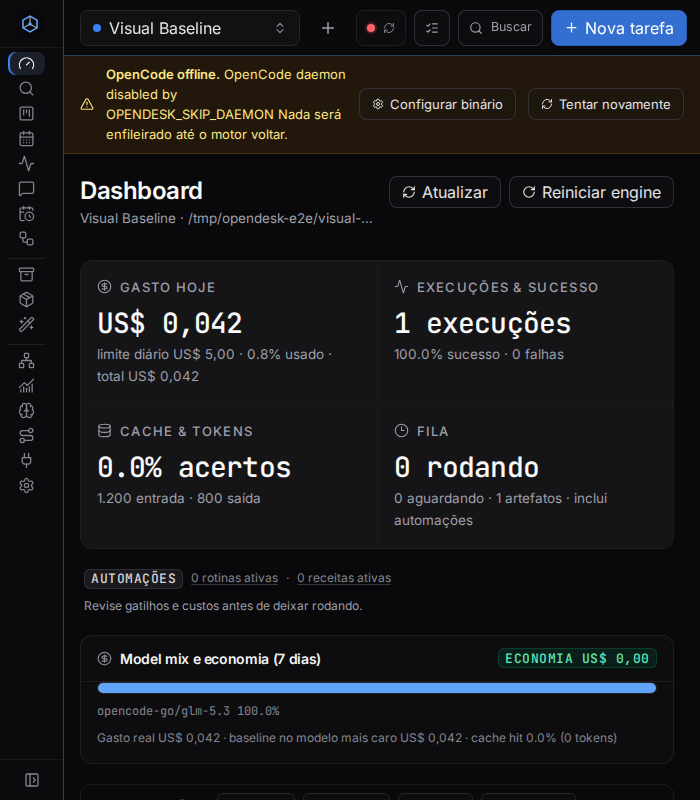 Visual Baseline
Buscar
Nova tarefa
OpenCode offline. OpenCode daemon
disabled by
OPENDESK_SKIP_DAEMON Nada será
enfileirado até o motor voltar.
Configurar binário
Tentar novamente
Dashboard
Visual Baseline · /tmp/opendesk-e2e/visual-...
Atualizar
Reiniciar engine
GASTO HOJE
US$ 0,042
limite diário US$ 5,00 · 0.8% usado ·
total US$ 0,042
EXECUÇÕES & SUCESSO
1 execuções
100.0% sucesso · 0 falhas
CACHE & TOKENS
0.0% acertos
1.200 entrada · 800 saída
FILA
0 rodando
0 aguardando · 1 artefatos · inclui
automações
AUTOMAÇÕES 0 rotinas ativas · 0 receitas ativas
Revise gatilhos e custos antes de deixar rodando.
Model mix e economia (7 dias)
ECONOMIA US$ 0,00
opencode-go/glm-5.3 100.0%
Gasto real US$ 0,042 · baseline no modelo mais caro US$ 0,042 · cache hit 0.0% (0 tokens)